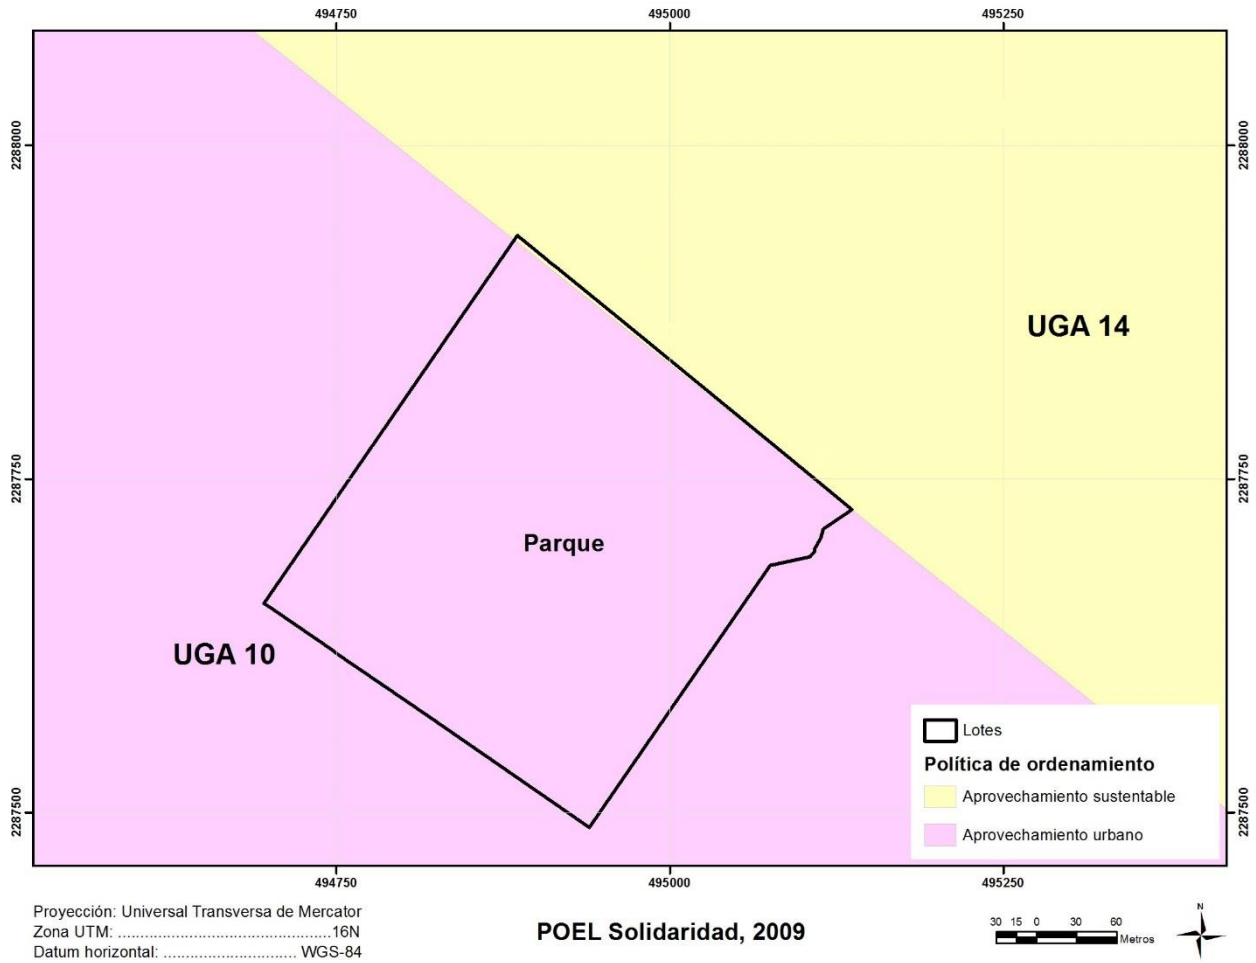 494750 495000 495250
2288000 2288000
UGA 14
2287750 2287750
Parque
UGA 10
Lotes
Política de ordenamiento
Aprovechamiento sustentable
Aprovechamiento urbano
2287500 2287500
494750 495000 495250
Proyección: Universal Transversa de Mercator
Zona UTM: ..........................................16N
Datum horizontal: ............................ WGS-84
POEL Solidaridad, 2009
30 15 0 30 60
Metros
N